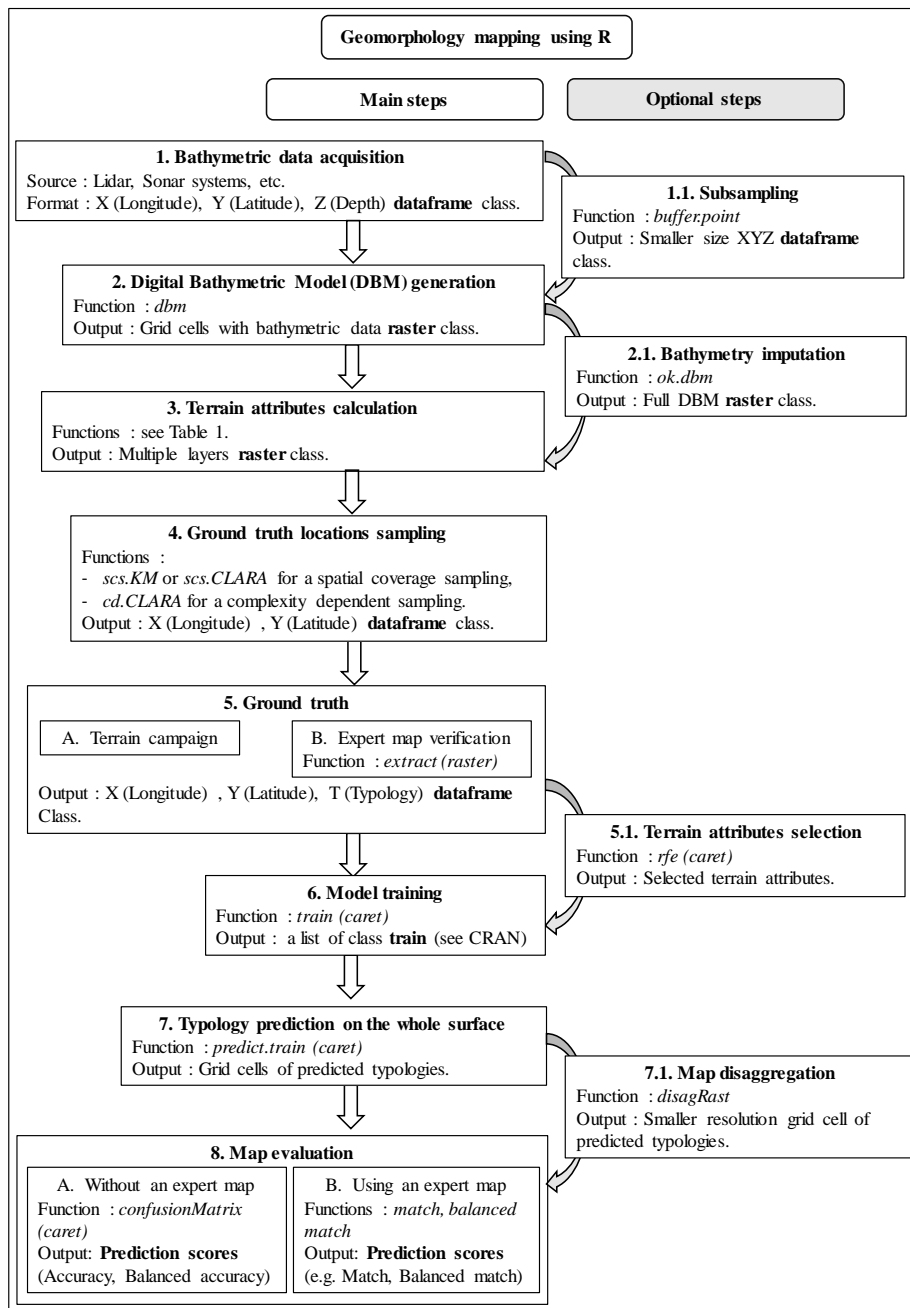 Geomorphology mapping using R
Main steps
Optional steps
1. Bathymetric data acquisition
Source : Lidar, Sonar systems, etc.
Format : X (Longitude), Y (Latitude), Z (Depth) dataframe class.
1.1. Subsampling
Function : buffer.point
Output : Smaller size XYZ dataframe
class.
2. Digital Bathymetric Model (DBM) generation
Function : dbm
Output : Grid cells with bathymetric data raster class.
2.1. Bathymetry imputation
Function : ok.dbm
Output : Full DBM raster class.
3. Terrain attributes calculation
Functions : see Table 1.
Output : Multiple layers raster class.
4. Ground truth locations sampling
Functions :
- scs.KM or scs.CLARA for a spatial coverage sampling,
- cd.CLARA for a complexity dependent sampling.
Output : X (Longitude) , Y (Latitude) dataframe class.
5. Ground truth
A. Terrain campaign
B. Expert map verification
Function : extract (raster)
Output : X (Longitude) , Y (Latitude), T (Typology) dataframe
Class.
5.1. Terrain attributes selection
Function : rfe (caret)
Output : Selected terrain attributes.
6. Model training
Function : train (caret)
Output : a list of class train (see CRAN)
7. Typology prediction on the whole surface
Function : predict.train (caret)
Output : Grid cells of predicted typologies.
7.1. Map disaggregation
Function : disagRast
Output : Smaller resolution grid cell of
predicted typologies.
8. Map evaluation
A. Without an expert map
Function : confusionMatrix
(caret)
Output: Prediction scores
(Accuracy, Balanced accuracy)
B. Using an expert map
Functions : match, balanced
match
Output: Prediction scores
(e.g. Match, Balanced match)